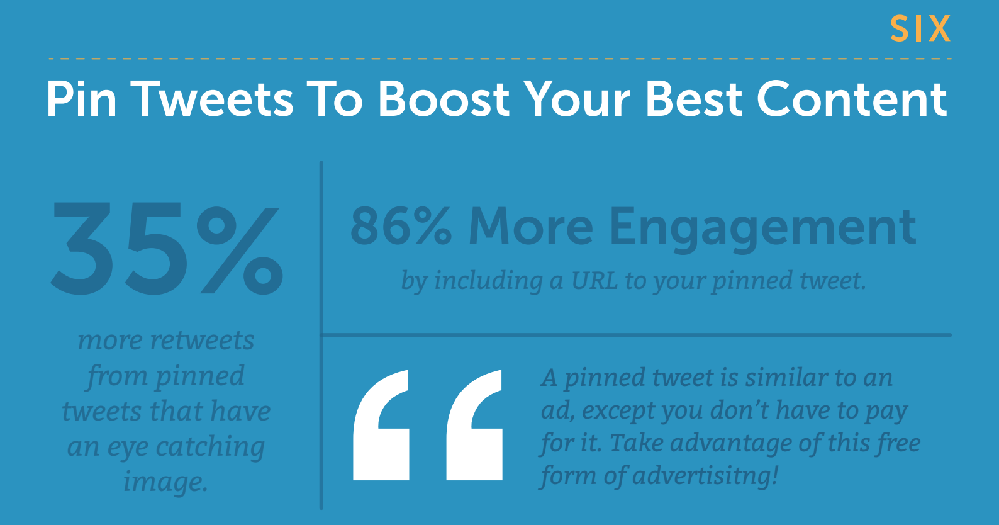 SIX
Pin Tweets To Boost Your Best Content
35%
more retweets
from pinned
tweets that have
an eye catching
image.
86% More Engagement
by including a URL to your pinned tweet.
“
A pinned tweet is similar to an
ad, except you don’t have to pay
for it. Take advantage of this free
form of advertisitng!